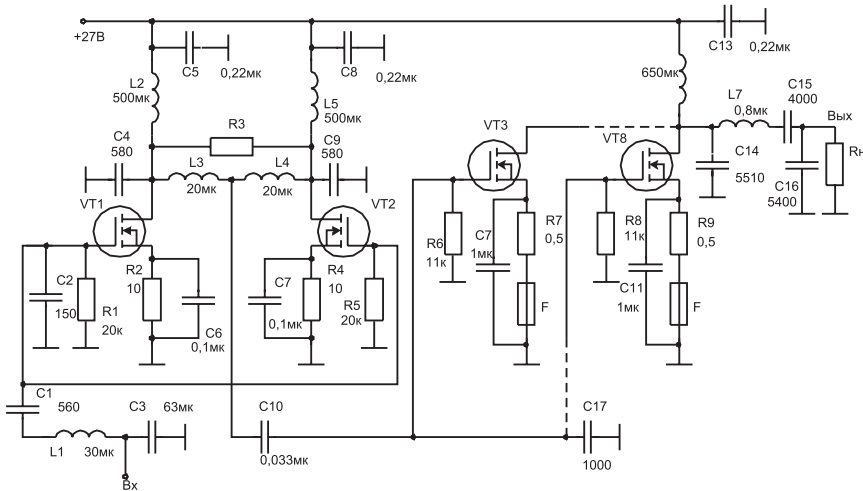 +27В
C5
0,22мк
C8
0,22мк
C13
0,22мк
L2
500мк
L5
500мк
650мк
L7
0,8мк
C15
4000
Вых
C4
580
R3
C9
580
L3
20мк
L4
20мк
VT3
VT8
C14
5510
C16
5400
Rн
VT1
VT2
C2
150
R1
20к
R2
10
C6
0,1мк
C7
0,1мк
R4
10
R5
20к
R6
11к
C7
1мк
R7
0,5
F
R8
11к
C11
1мк
R9
0,5
F
C1
560
C3
63мк
L1
30мк
Вх
C10
0,033мк
C17
1000